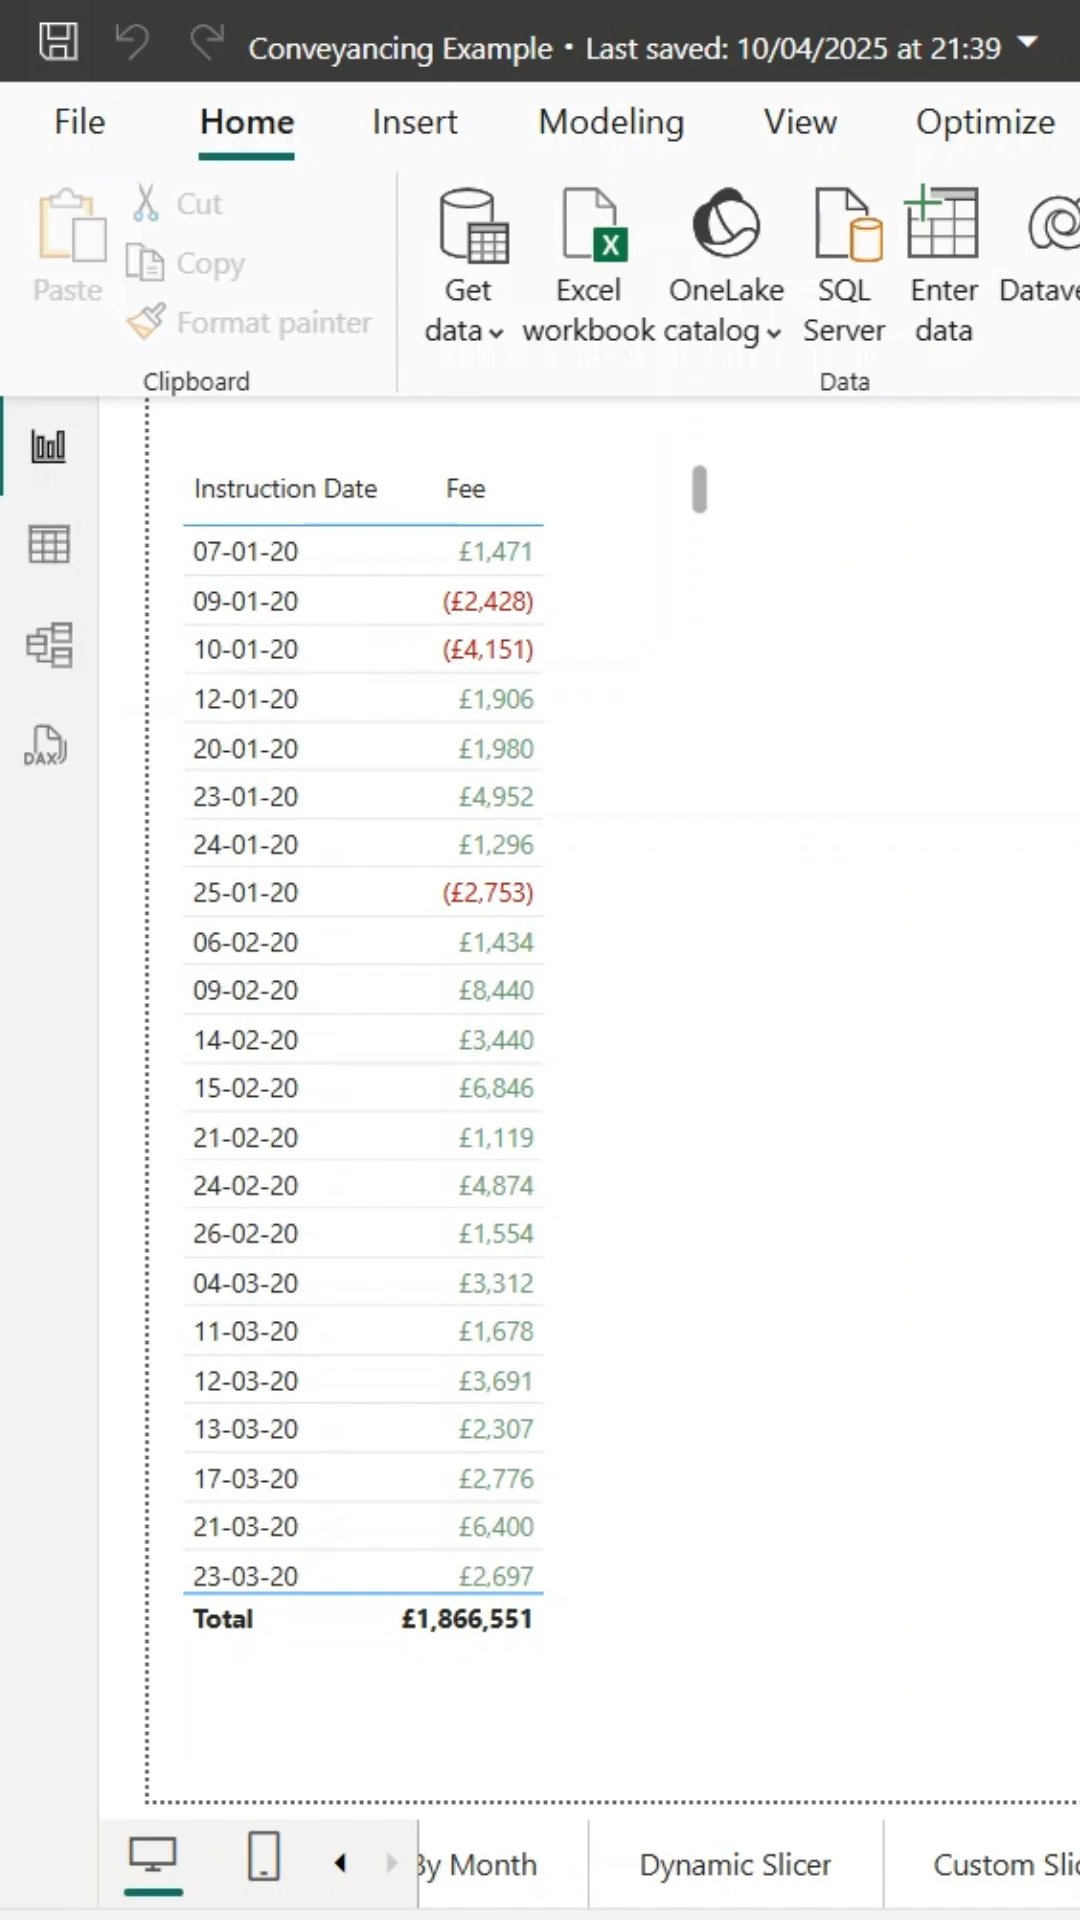 Conveyancing Example • Last saved: 10/04/2025 at 21:39
File Home Insert Modeling View Optimize
Paste
Cut
Copy
Format painter
Clipboard
Get data
Excel workbook
OneLake catalog
SQL Server
Enter data
Datave
Data
DAX
Instruction Date Fee
07-01-20 £1,471
09-01-20 (£2,428)
10-01-20 (£4,151)
12-01-20 £1,906
20-01-20 £1,980
23-01-20 £4,952
24-01-20 £1,296
25-01-20 (£2,753)
06-02-20 £1,434
09-02-20 £8,440
14-02-20 £3,440
15-02-20 £6,846
21-02-20 £1,119
24-02-20 £4,874
26-02-20 £1,554
04-03-20 £3,312
11-03-20 £1,678
12-03-20 £3,691
13-03-20 £2,307
17-03-20 £2,776
21-03-20 £6,400
23-03-20 £2,697
Total £1,866,551
By Month Dynamic Slicer Custom Slic